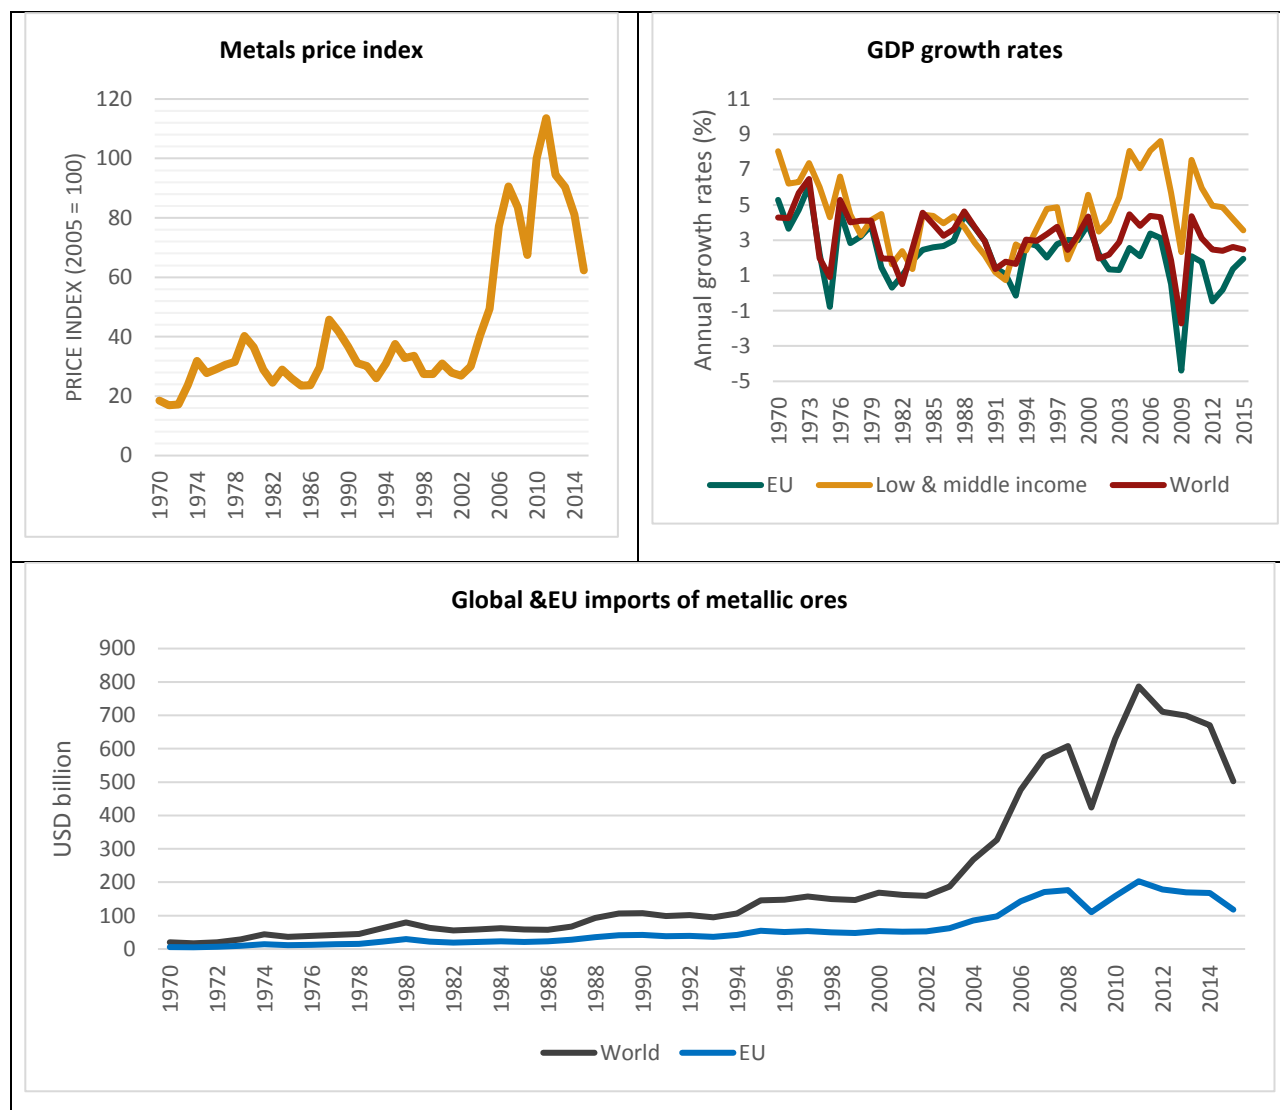 Metals price index
PRICE INDEX (2005 = 100)
120
100
80
60
40
20
0
1970 1974 1978 1982 1986 1990 1994 1998 2002 2006 2010 2014
GDP growth rates
Annual growth rates (%)
11
9
7
5
3
1
-1
-3
-5
1970 1973 1976 1979 1982 1985 1988 1991 1994 1997 2000 2003 2006 2009 2012 2015
EU Low & middle income World
Global &EU imports of metallic ores
USD billion
900
800
700
600
500
400
300
200
100
0
1970 1972 1974 1976 1978 1980 1982 1984 1986 1988 1990 1992 1994 1996 1998 2000 2002 2004 2006 2008 2010 2012 2014
World EU